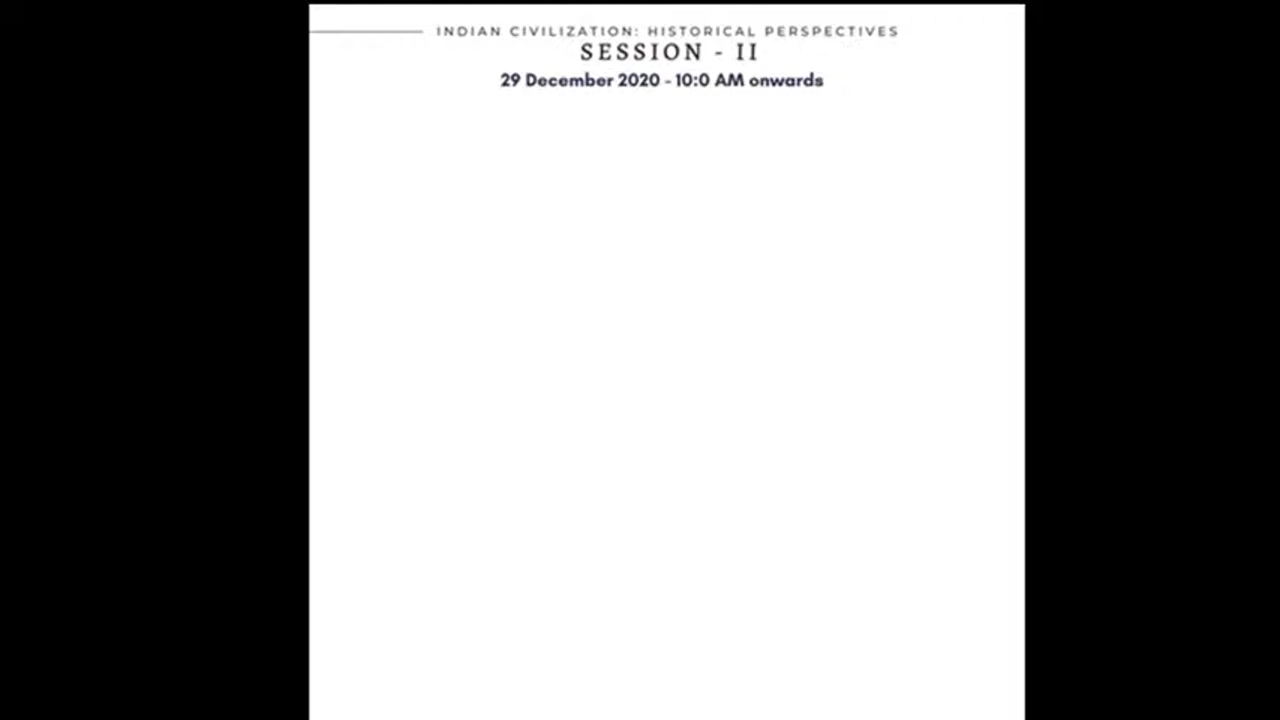 INDIAN CIVILIZATION: HISTORICAL PERSPECTIVES
SESSION - II
29 December 2020 - 10:0 AM onwards